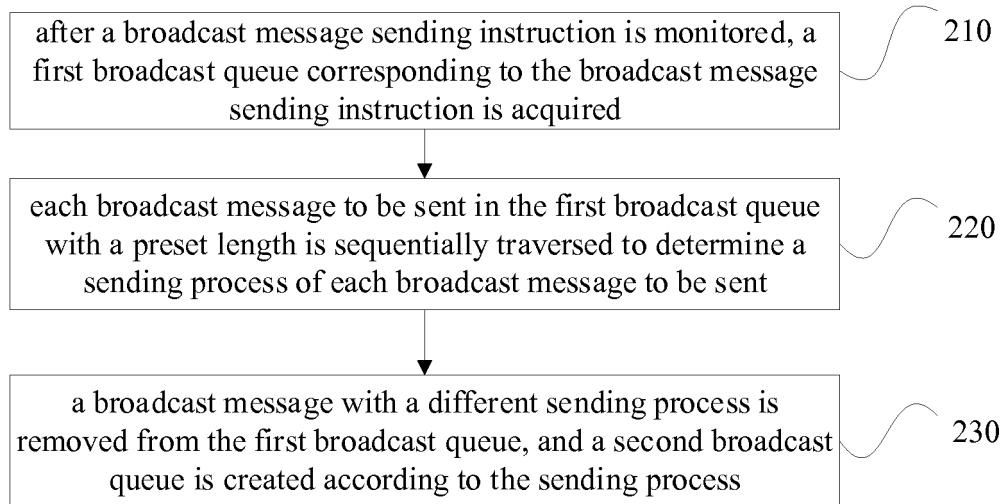 after a broadcast message sending instruction is monitored, a
first broadcast queue corresponding to the broadcast message
sending instruction is acquired
210
each broadcast message to be sent in the first broadcast queue
with a preset length is sequentially traversed to determine a
sending process of each broadcast message to be sent
220
a broadcast message with a different sending process is
removed from the first broadcast queue, and a second broadcast
queue is created according to the sending process
230